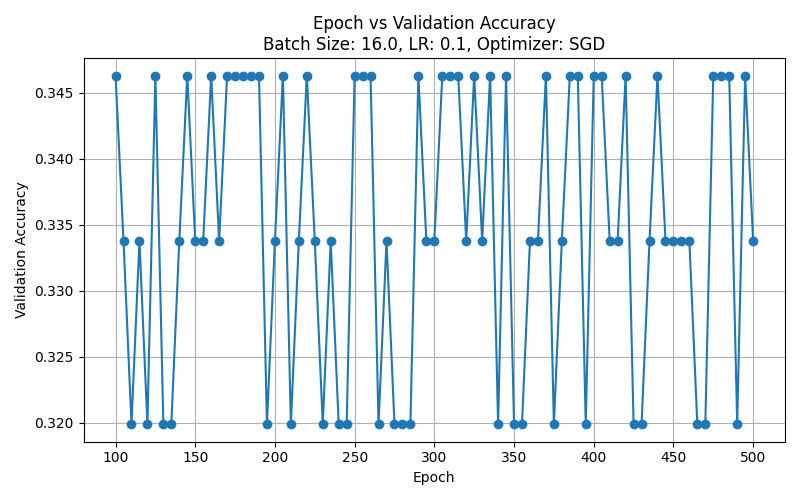 Epoch vs Validation Accuracy
Batch Size: 16.0, LR: 0.1, Optimizer: SGD
Validation Accuracy
0.345
0.340
0.335
0.330
0.325
0.320
100 150 200 250 300 350 400 450 500
Epoch